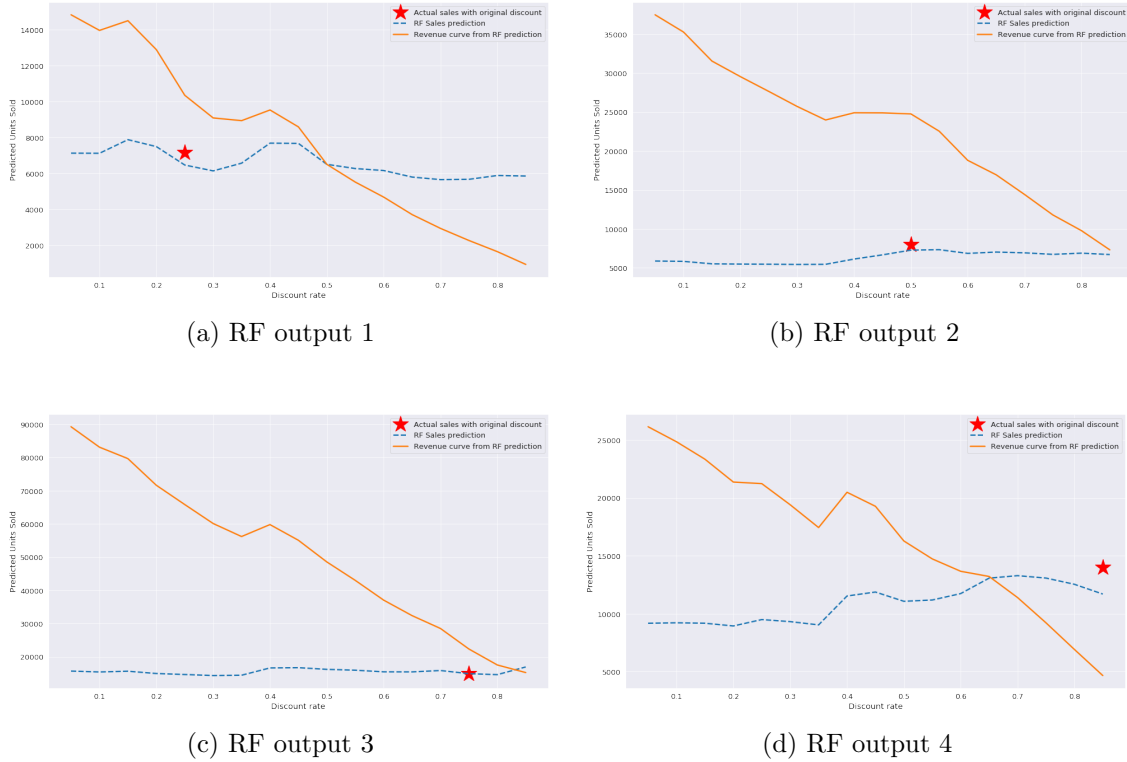 Actual sales with original discount
RF Sales prediction
Revenue curve from RF prediction
14000
12000
10000
8000
6000
4000
2000
Predicted Units Sold
0.1 0.2 0.3 0.4 0.5 0.6 0.7 0.8
Discount rate
(a) RF output 1
Actual sales with original discount
RF Sales prediction
Revenue curve from RF prediction
35000
30000
25000
20000
15000
10000
5000
Predicted Units Sold
0.1 0.2 0.3 0.4 0.5 0.6 0.7 0.8
Discount rate
(b) RF output 2
Actual sales with original discount
RF Sales prediction
Revenue curve from RF prediction
90000
80000
70000
60000
50000
40000
30000
20000
Predicted Units Sold
0.1 0.2 0.3 0.4 0.5 0.6 0.7 0.8
Discount rate
(c) RF output 3
Actual sales with original discount
RF Sales prediction
Revenue curve from RF prediction
25000
20000
15000
10000
5000
Predicted Units Sold
0.1 0.2 0.3 0.4 0.5 0.6 0.7 0.8
Discount rate
(d) RF output 4